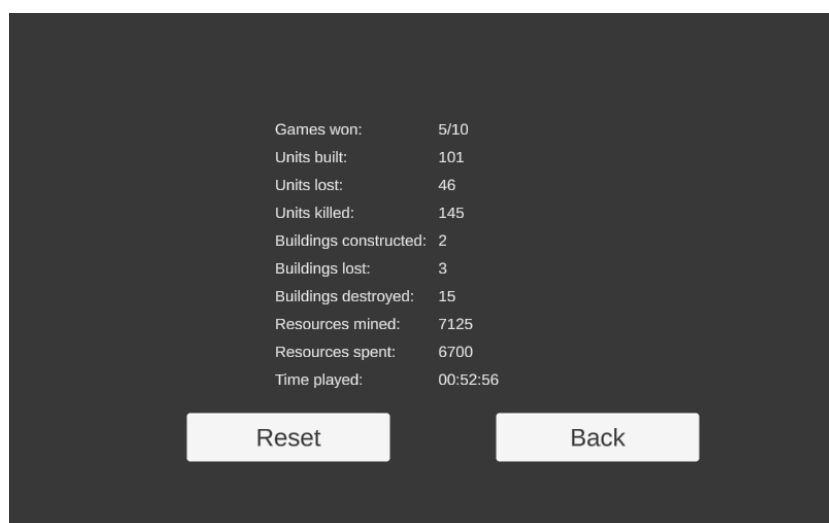 Games won: 5/10
Units built: 101
Units lost: 46
Units killed: 145
Buildings constructed: 2
Buildings lost: 3
Buildings destroyed: 15
Resources mined: 7125
Resources spent: 6700
Time played: 00:52:56
Reset Back